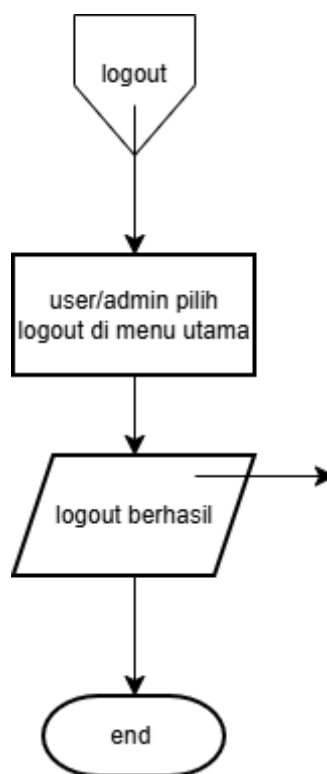 logout
user/admin pilih
logout di menu utama
logout berhasil
end